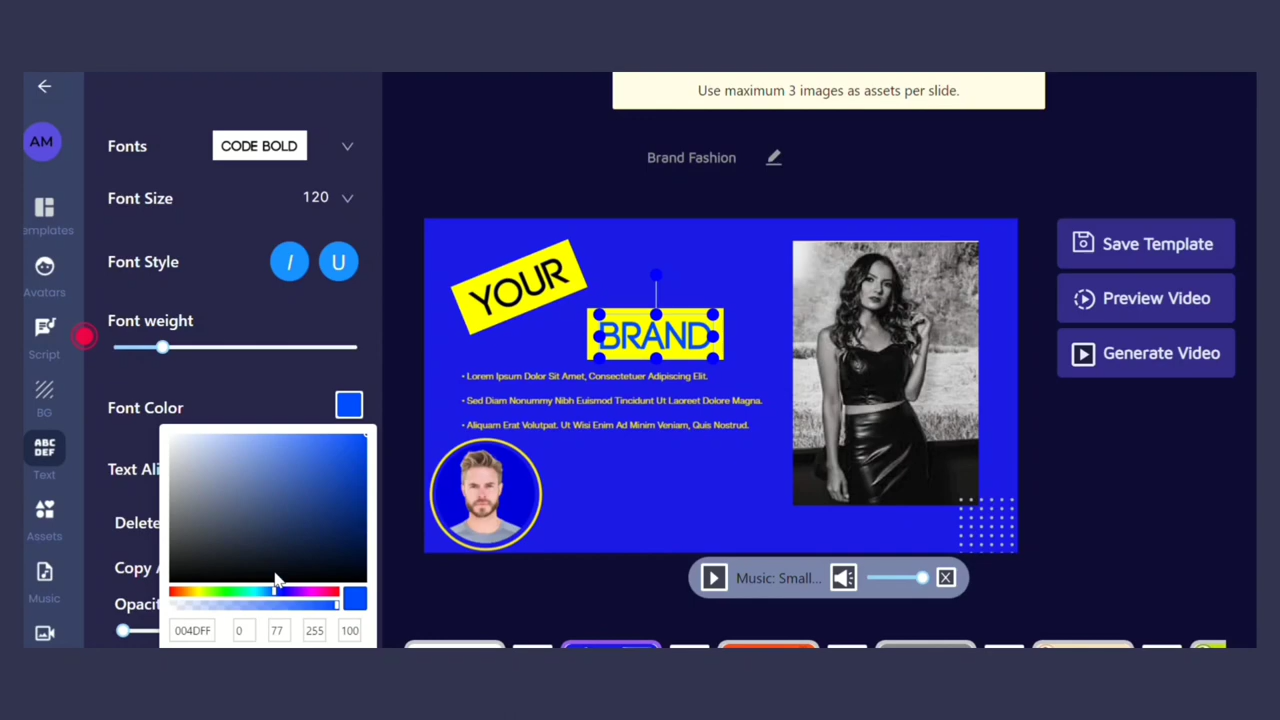 Use maximum 3 images as assets per slide.
AM
Fonts
CODE BOLD
Brand Fashion
Font Size
120
emplates
Font Style
I
U
Save Template
YOUR
Avatars
Preview Video
Font weight
BRAND
Script
Generate Video
• Lorem Ipsum Dolor Sit Amet, Consectetuer Adipiscing Elit.
Font Color
• Sed Diam Nonummy Nibh Euismod Tincidunt Ut Laoreet Dolore Magna.
BG
• Aliquam Erat Volutpat. Ut Wisi Enim Ad Minim Veniam, Quis Nostrud.
ABC
DEF
Text
Text Ali
Delete
Assets
Copy A
Music: Small...
X
Music
Opacit
004DFF
0
77
255
100